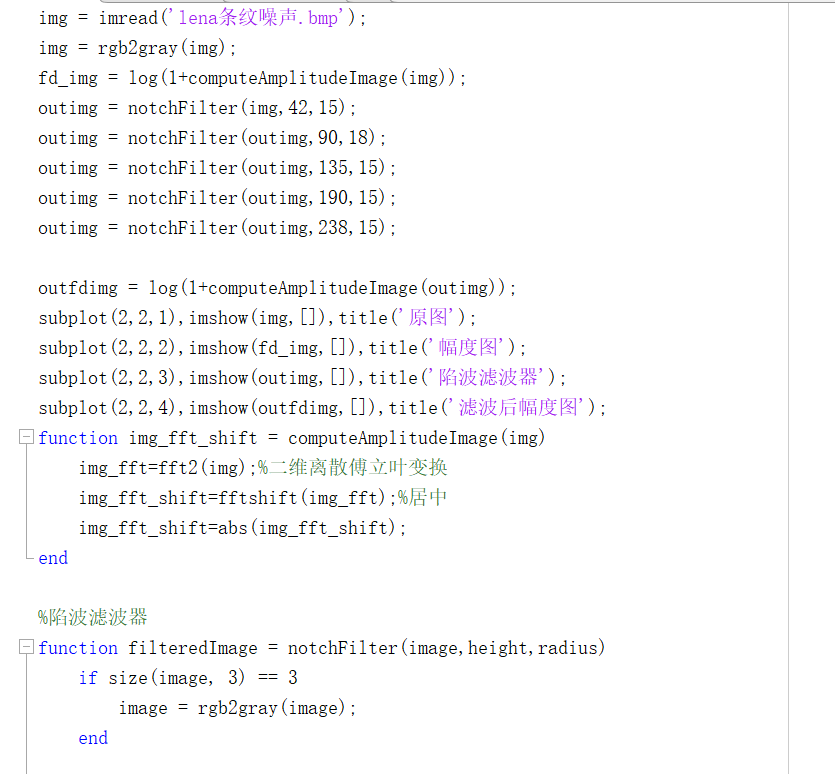 img = imread('lena条纹噪声.bmp');
img = rgb2gray(img);
fd_img = log(1+computeAmplitudeImage(img));
outimg = notchFilter(img,42,15);
outimg = notchFilter(outimg,90,18);
outimg = notchFilter(outimg,135,15);
outimg = notchFilter(outimg,190,15);
outimg = notchFilter(outimg,238,15);
outfdimg = log(1+computeAmplitudeImage(outimg));
subplot(2,2,1),imshow(img,[]),title('原图');
subplot(2,2,2),imshow(fd_img,[]),title('幅度图');
subplot(2,2,3),imshow(outimg,[]),title('陷波滤波器');
subplot(2,2,4),imshow(outfdimg,[]),title('滤波后幅度图');
function img_fft_shift = computeAmplitudeImage(img)
    img_fft=fft2(img);%二维离散傅立叶变换
    img_fft_shift=fftshift(img_fft);%居中
    img_fft_shift=abs(img_fft_shift);
end
%陷波滤波器
function filteredImage = notchFilter(image,height,radius)
    if size(image, 3) == 3
        image = rgb2gray(image);
    end